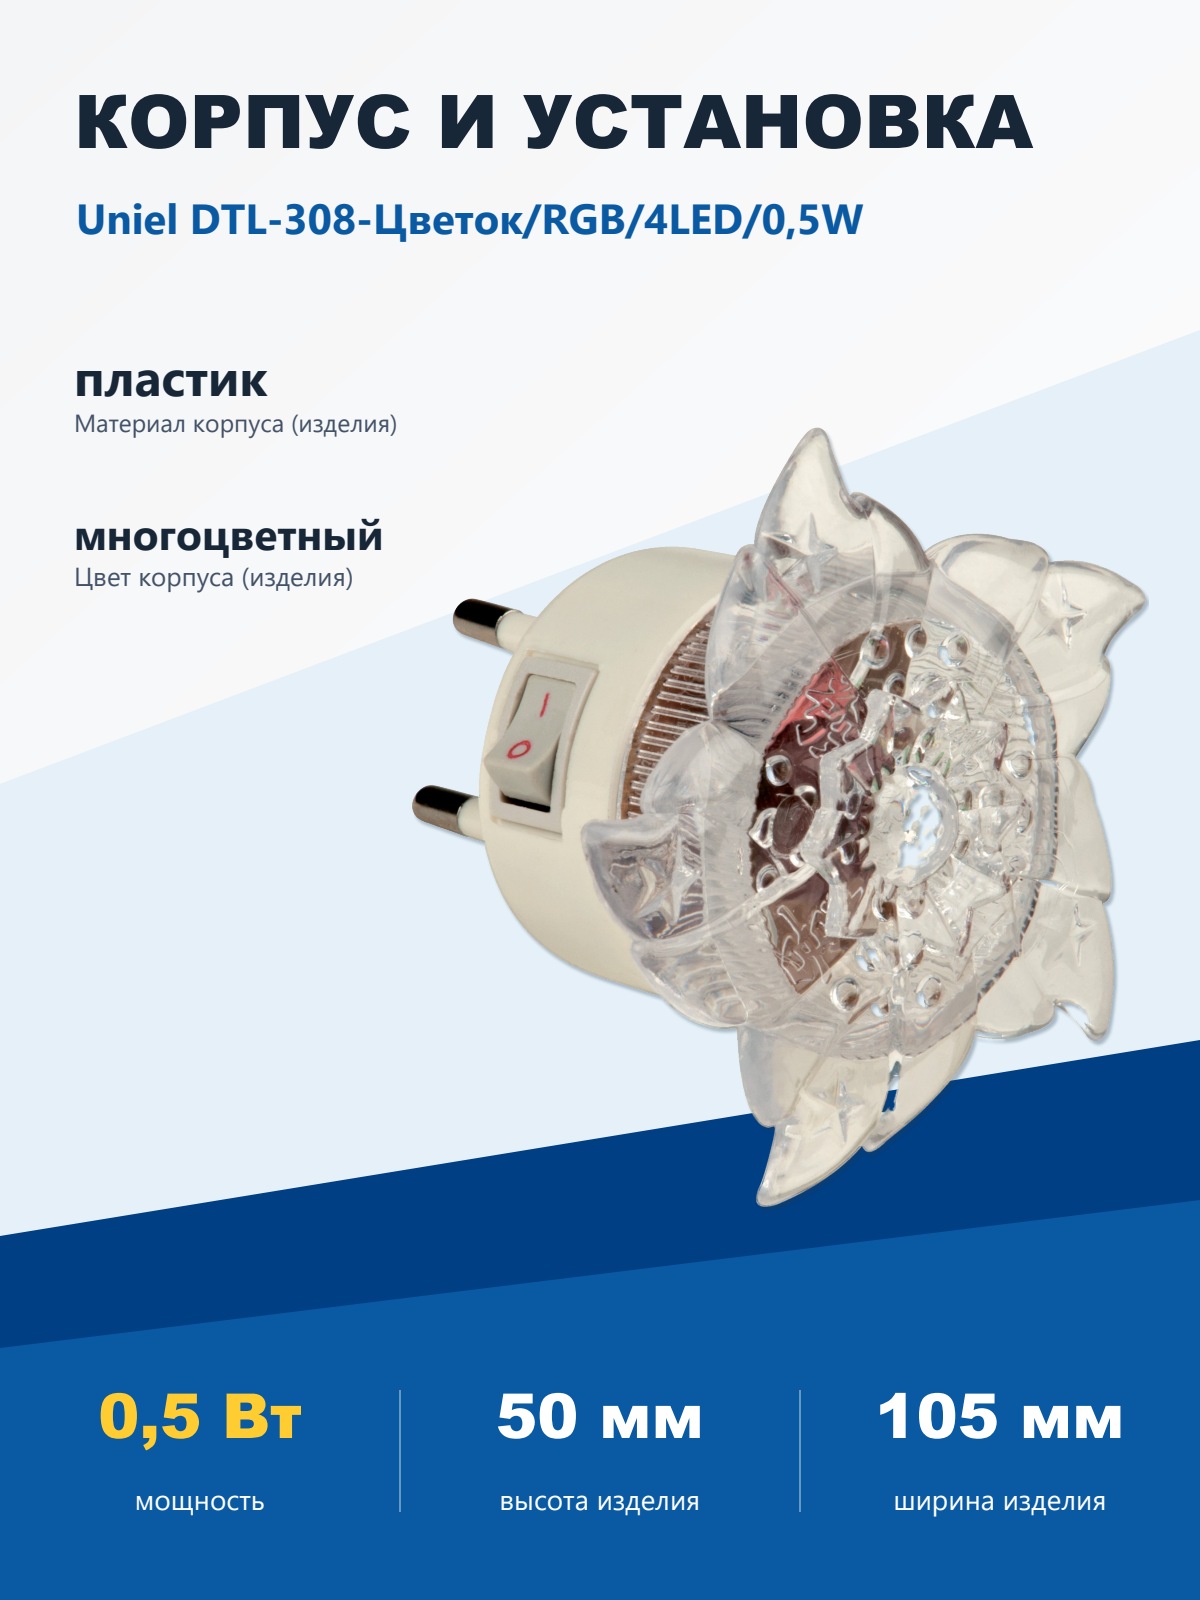 КОРПУС И УСТАНОВКА
Uniel DTL-308-Цветок/RGB/4LED/0,5W
пластик
Материал корпуса (изделия)
многоцветный
Цвет корпуса (изделия)
I
O
0,5 Вт
мощность
50 мм
высота изделия
105 мм
ширина изделия